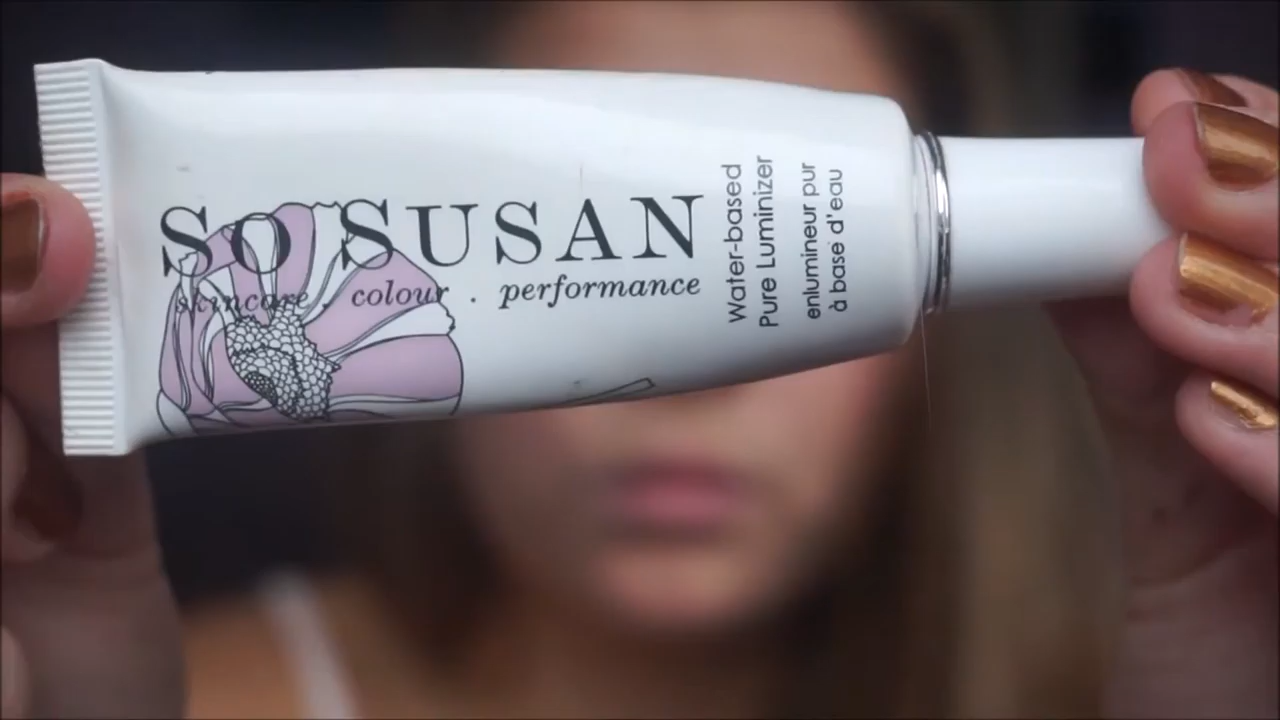 SO SUSAN
skincare . colour . performance
Water-based
Pure Luminizer
enlumineur pur
à base d'eau